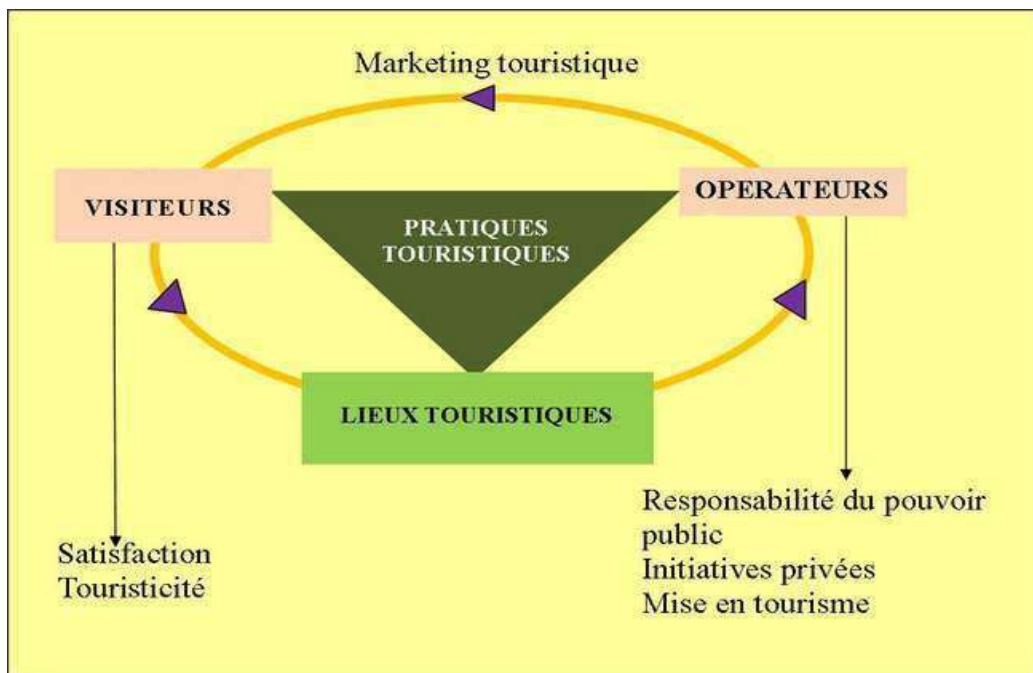 Marketing touristique
VISITEURS
OPERATEURS
PRATIQUES
TOURISTIQUES
LIEUX TOURISTIQUES
Satisfaction
Touristicité
Responsabilité du pouvoir
public
Initiatives privées
Mise en tourisme